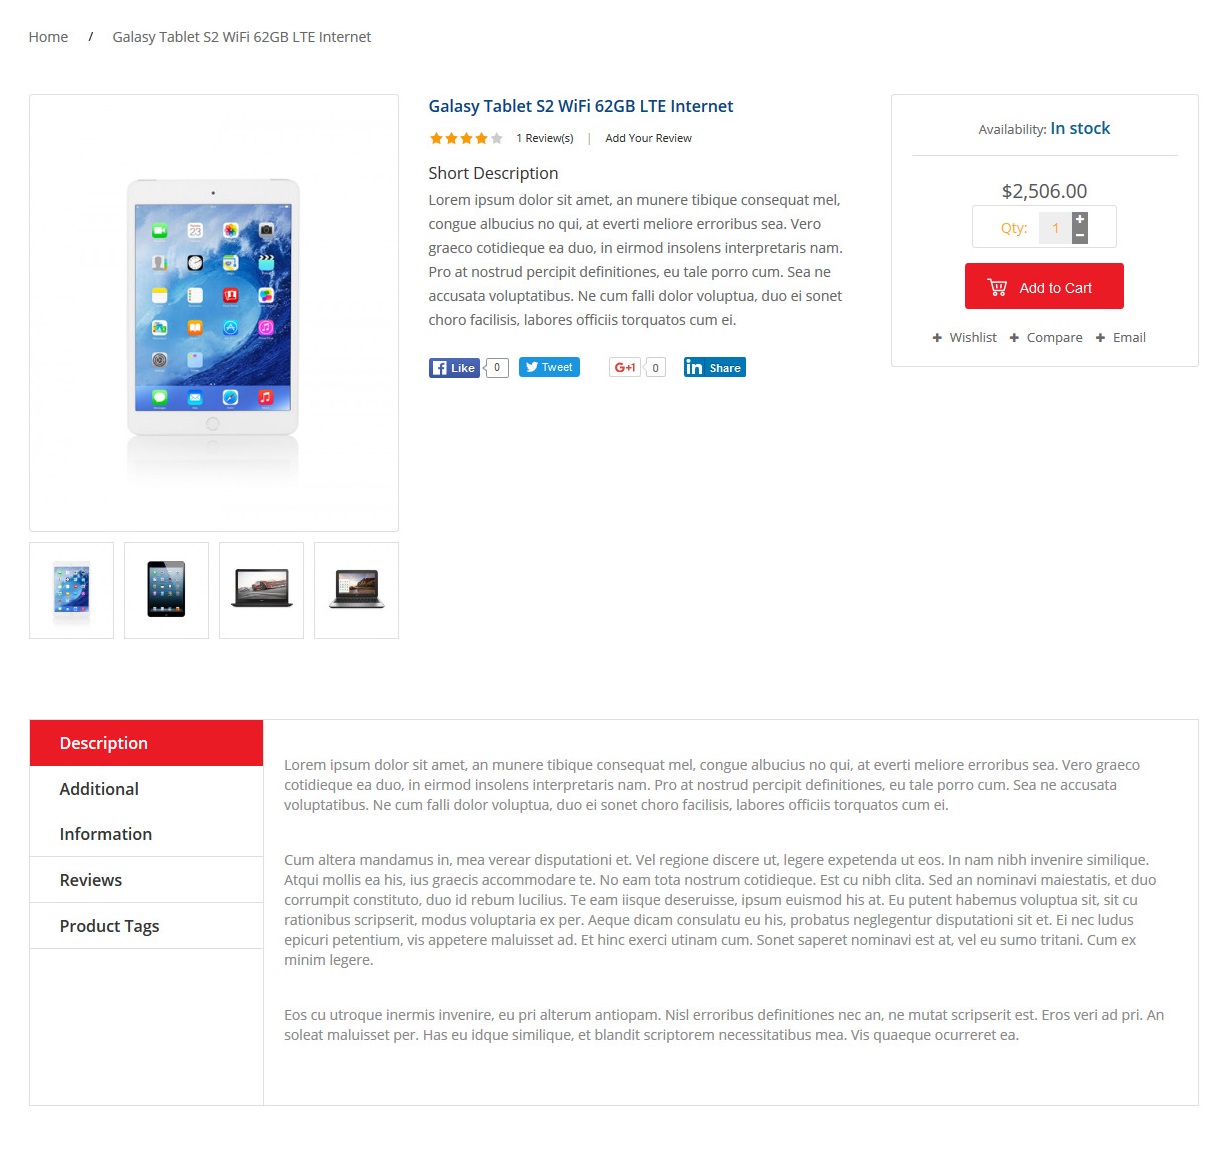 Home / Galasy Tablet S2 WiFi 62GB LTE Internet
Galasy Tablet S2 WiFi 62GB LTE Internet
1 Review(s) | Add Your Review
Short Description
Lorem ipsum dolor sit amet, an munere tibique consequat mel,
congue albucius no qui, at everti meliore erroribus sea. Vero
graeco cotidieque ea duo, in eirmod insolens interpretaris nam.
Pro at nostrud percipit definitiones, eu tale porro cum. Sea ne
accusata voluptatibus. Ne cum falli dolor voluptua, duo ei sonet
choro facilisis, labores officiis torquatos cum ei.
Like 0 Tweet G+1 0 in Share
Availability: In stock
$2,506.00
Qty: 1 + −
Add to Cart
+ Wishlist + Compare + Email
23
Description
Additional
Information
Reviews
Product Tags
Lorem ipsum dolor sit amet, an munere tibique consequat mel, congue albucius no qui, at everti meliore erroribus sea. Vero graeco
cotidieque ea duo, in eirmod insolens interpretaris nam. Pro at nostrud percipit definitiones, eu tale porro cum. Sea ne accusata
voluptatibus. Ne cum falli dolor voluptua, duo ei sonet choro facilisis, labores officiis torquatos cum ei.
Cum altera mandamus in, mea verear disputationi et. Vel regione discere ut, legere expetenda ut eos. In nam nibh invenire similique.
Atqui mollis ea his, ius graecis accommodare te. No eam tota nostrum cotidieque. Est cu nibh clita. Sed an nominavi maiestatis, et duo
corrumpit constituto, duo id rebum lucilius. Te eam iisque deseruisse, ipsum euismod his at. Eu putent habemus voluptua sit, sit cu
rationibus scripserit, modus voluptaria ex per. Aeque dicam consulatu eu his, probatus neglegentur disputationi sit et. Ei nec ludus
epicuri petentium, vis appetere maluisset ad. Et hinc exerci utinam cum. Sonet saperet nominavi est at, vel eu sumo tritani. Cum ex
minim legere.
Eos cu utroque inermis invenire, eu pri alterum antiopam. Nisl erroribus definitiones nec an, ne mutat scripserit est. Eros veri ad pri. An
soleat maluisset per. Has eu idque similique, et blandit scriptorem necessitatibus mea. Vis quaeque ocurreret ea.